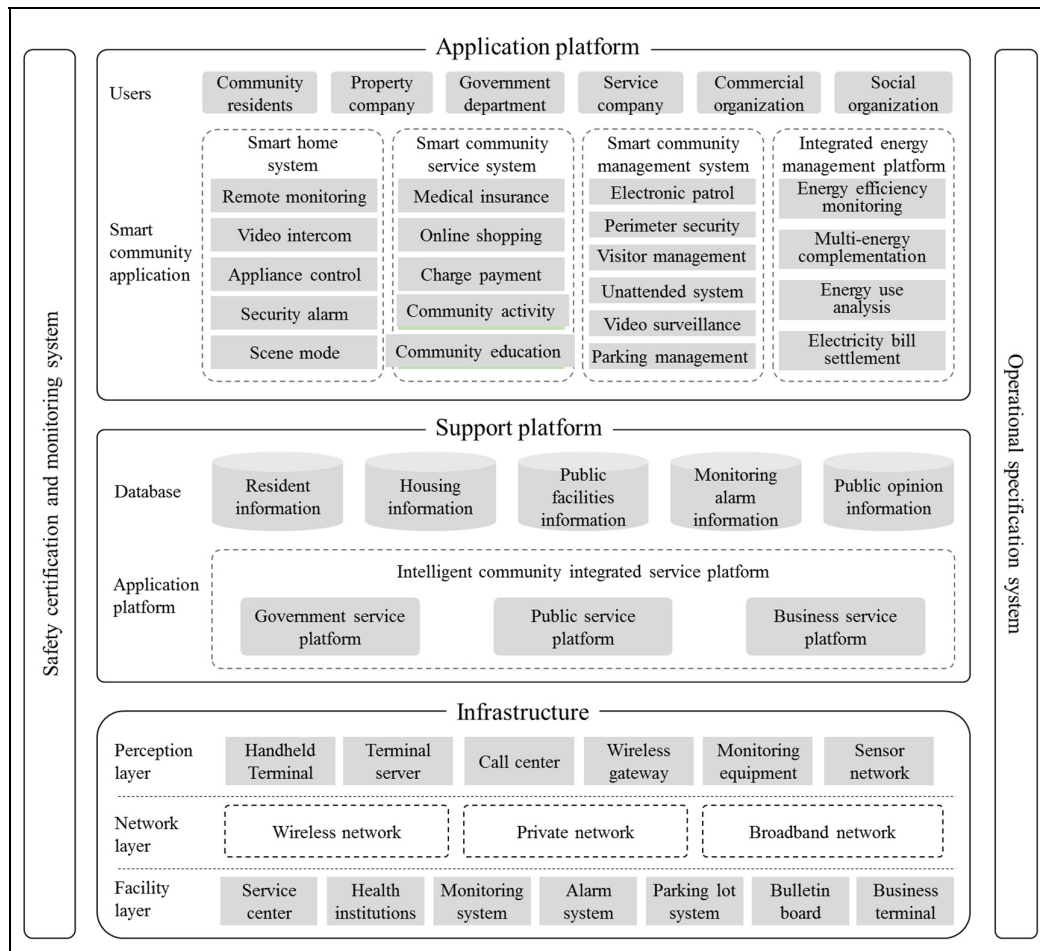 Application platform
Users
Community
residents
Property
company
Government
department
Service
company
Commercial
organization
Social
organization
Smart
community
application
Smart home
system
Remote monitoring
Video intercom
Appliance control
Security alarm
Scene mode
Smart community
service system
Medical insurance
Online shopping
Charge payment
Community activity
Community education
Smart community
management system
Electronic patrol
Perimeter security
Visitor management
Unattended system
Video surveillance
Parking management
Integrated energy
management platform
Energy efficiency
monitoring
Multi-energy
complementation
Energy use
analysis
Electricity bill
settlement
Safety certification and monitoring system
Operational specification system
Support platform
Database
Resident
information
Housing
information
Public
facilities
information
Monitoring
alarm
information
Public opinion
information
Application
platform
Intelligent community integrated service platform
Government service
platform
Public service
platform
Business service
platform
Infrastructure
Perception
layer
Handheld
Terminal
Terminal
server
Call center
Wireless
gateway
Monitoring
equipment
Sensor
network
Network
layer
Wireless network
Private network
Broadband network
Facility
layer
Service
center
Health
institutions
Monitoring
system
Alarm
system
Parking lot
system
Bulletin
board
Business
terminal